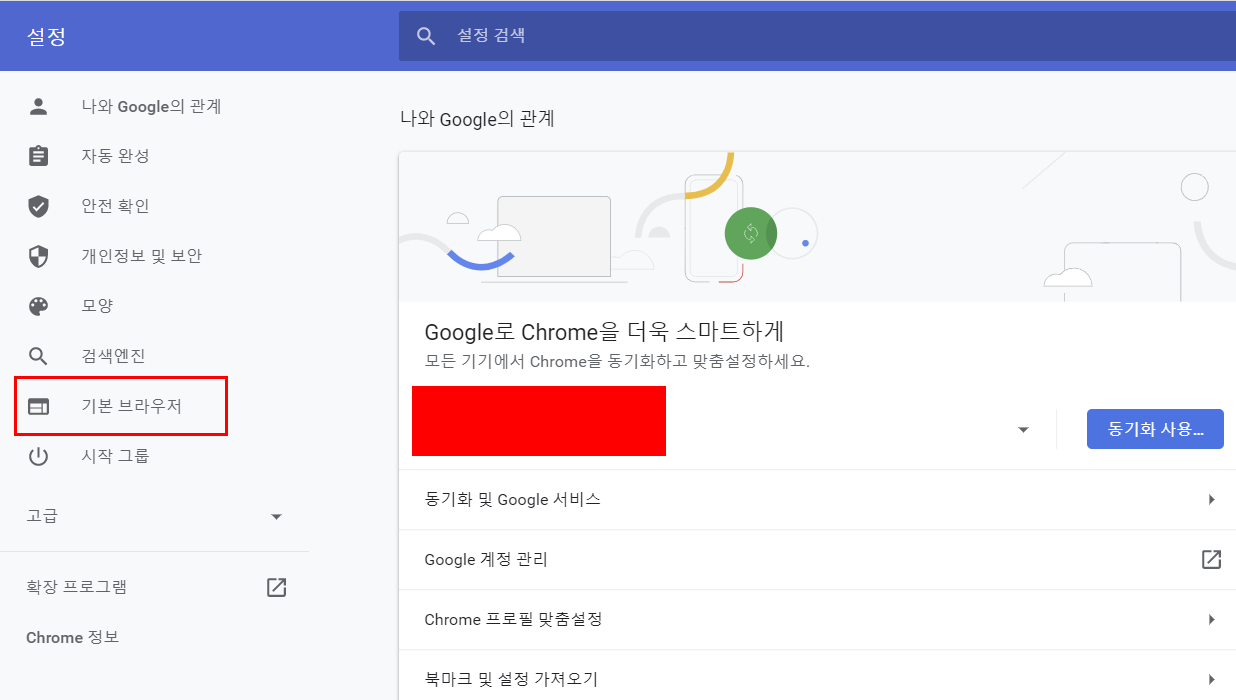 설정
설정 검색
나와 Google의 관계
자동 완성
안전 확인
개인정보 및 보안
모양
검색엔진
기본 브라우저
시작 그룹
고급
확장 프로그램
Chrome 정보
나와 Google의 관계
Google로 Chrome을 더욱 스마트하게
모든 기기에서 Chrome을 동기화하고 맞춤설정하세요.
동기화 사용...
동기화 및 Google 서비스
Google 계정 관리
Chrome 프로필 맞춤설정
북마크 및 설정 가져오기